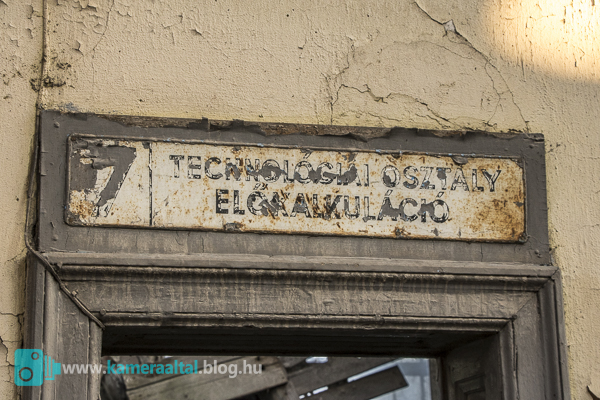 7
TECHNOLÓGIAI OSZTÁLY
ELŐKALKULÁCIÓ
www.kameraaltal.blog.hu